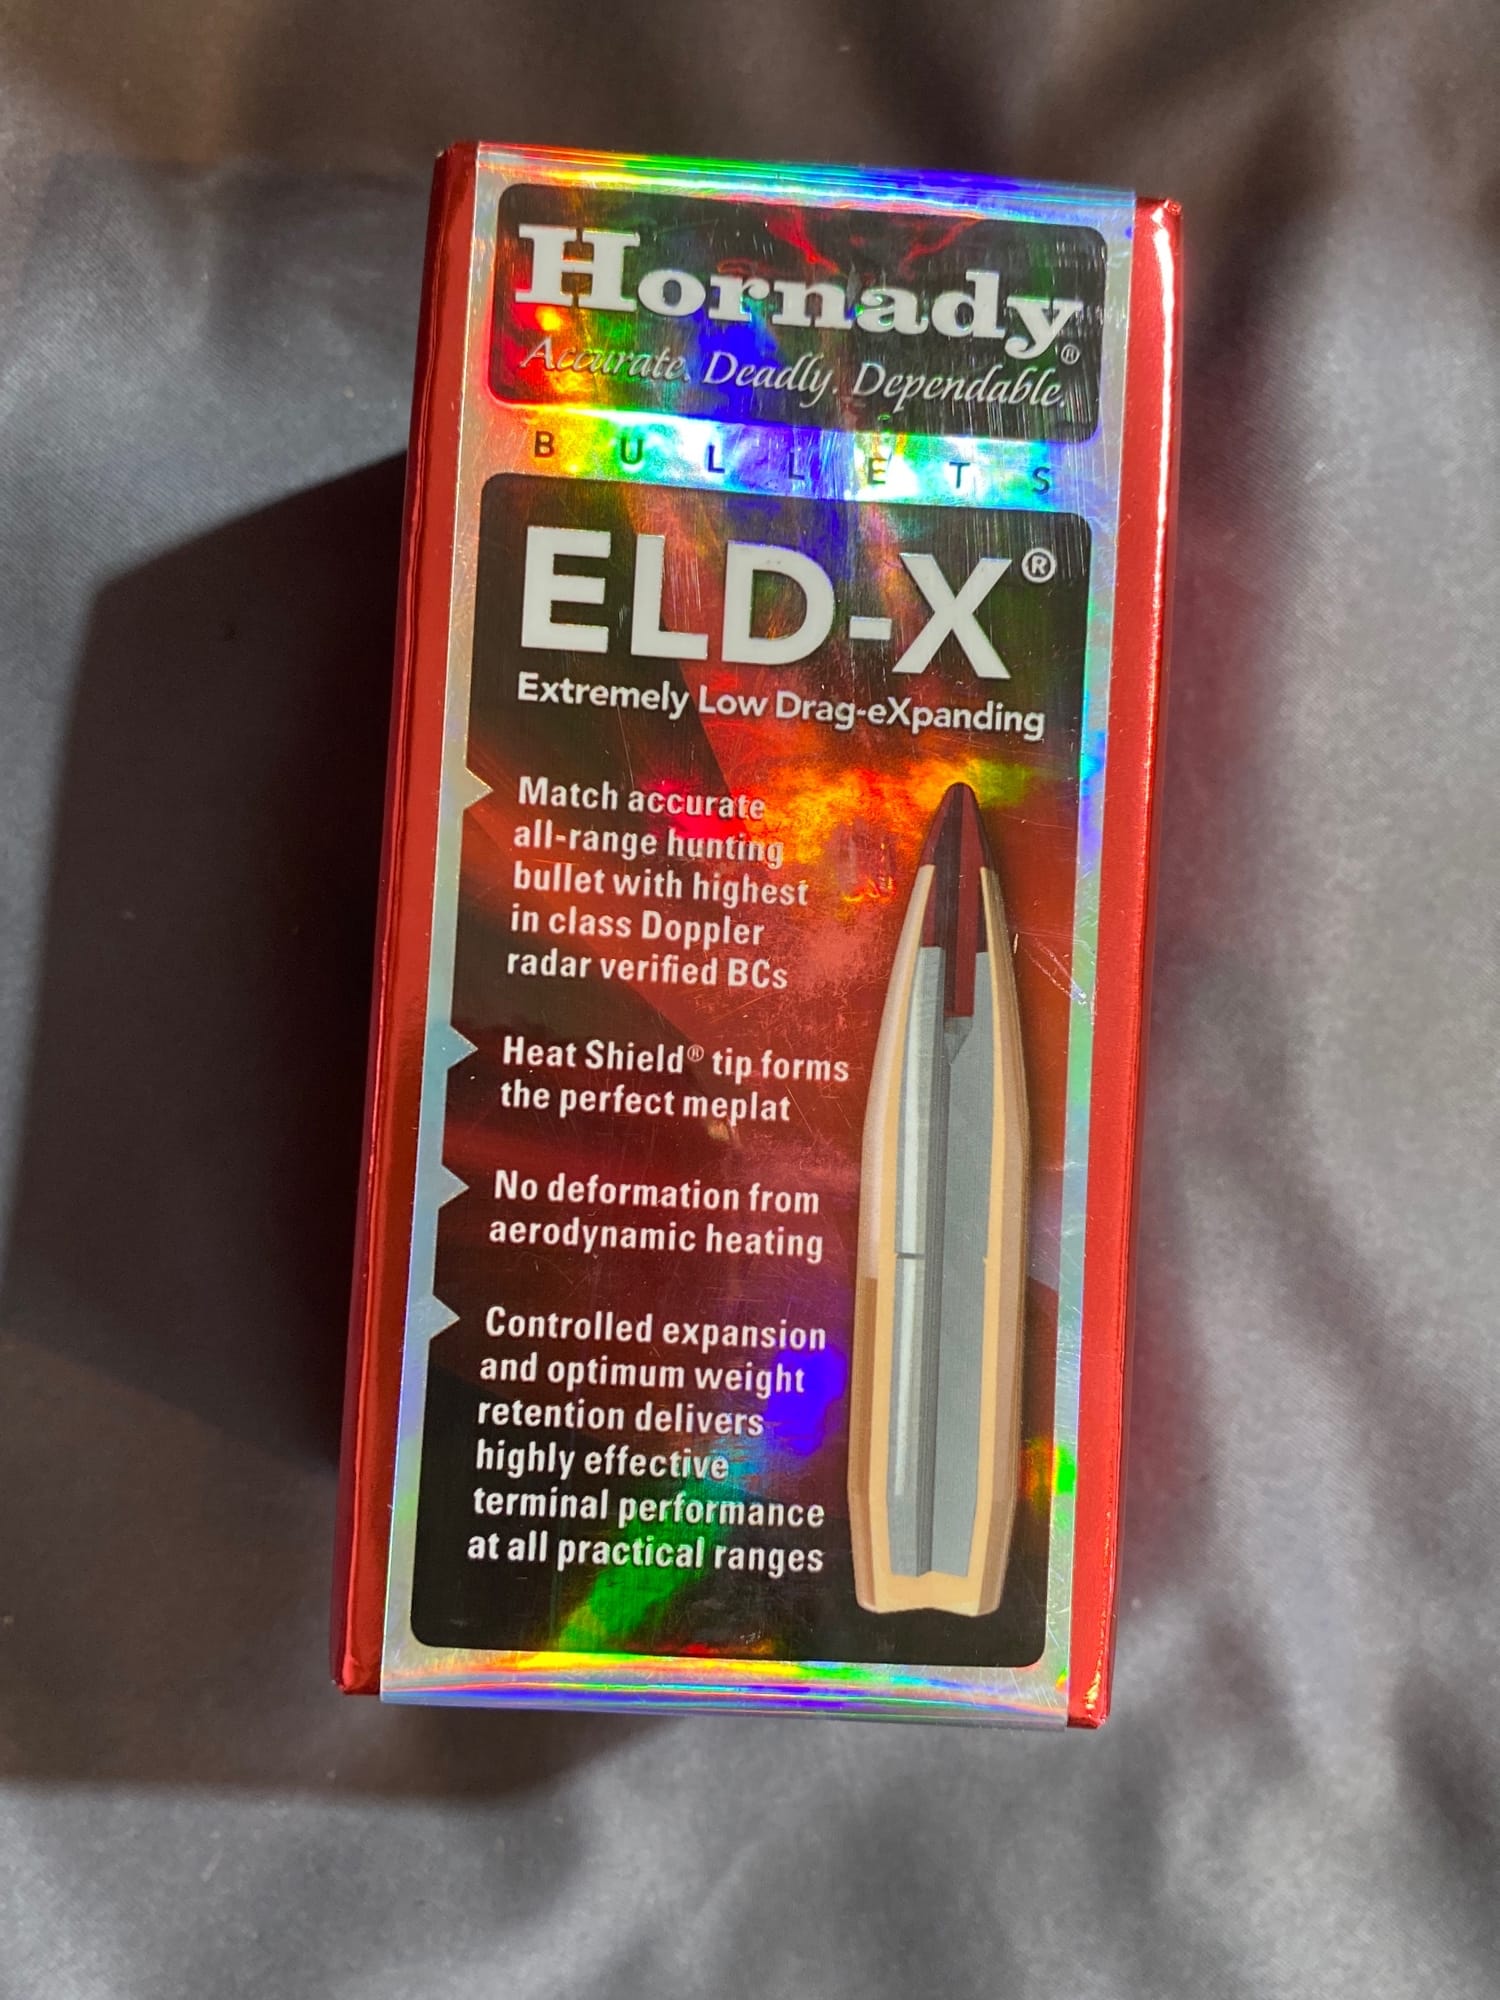 Hornady®
Accurate. Deadly. Dependable.
BULLETS
ELD-X®
Extremely Low Drag-eXpanding
Match accurate
all-range hunting
bullet with highest
in class Doppler
radar verified BCs
Heat Shield® tip forms
the perfect meplat
No deformation from
aerodynamic heating
Controlled expansion
and optimum weight
retention delivers
highly effective
terminal performance
at all practical ranges